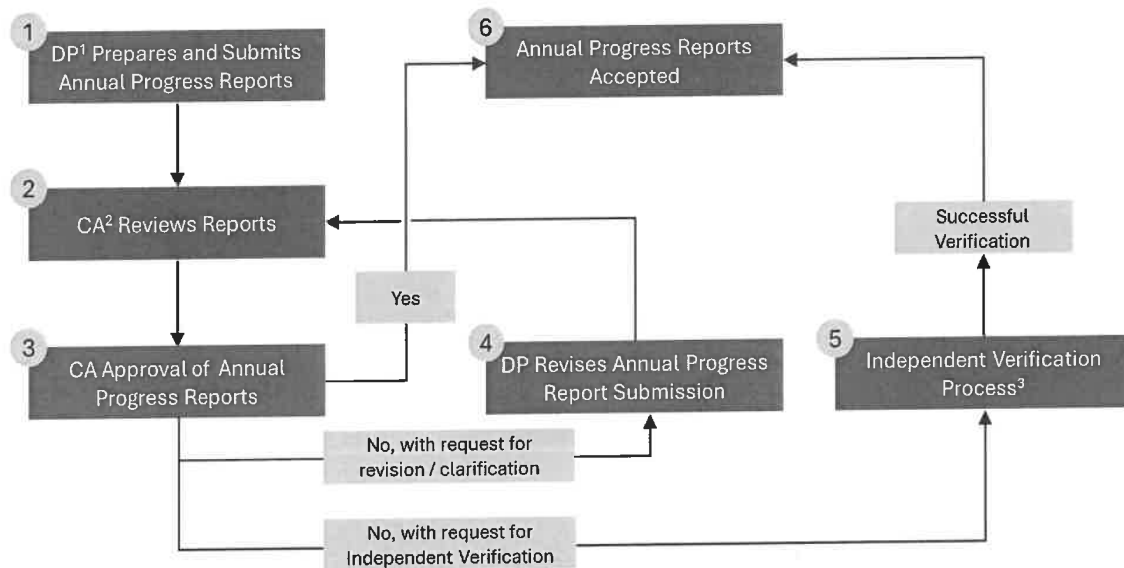 1
DP¹ Prepares and Submits
Annual Progress Reports
6
Annual Progress Reports
Accepted
2
CA² Reviews Reports
Successful
Verification
Yes
3
CA Approval of Annual
Progress Reports
4
DP Revises Annual Progress
Report Submission
5
Independent Verification
Process³
No, with request for
revision / clarification
No, with request for
Independent Verification